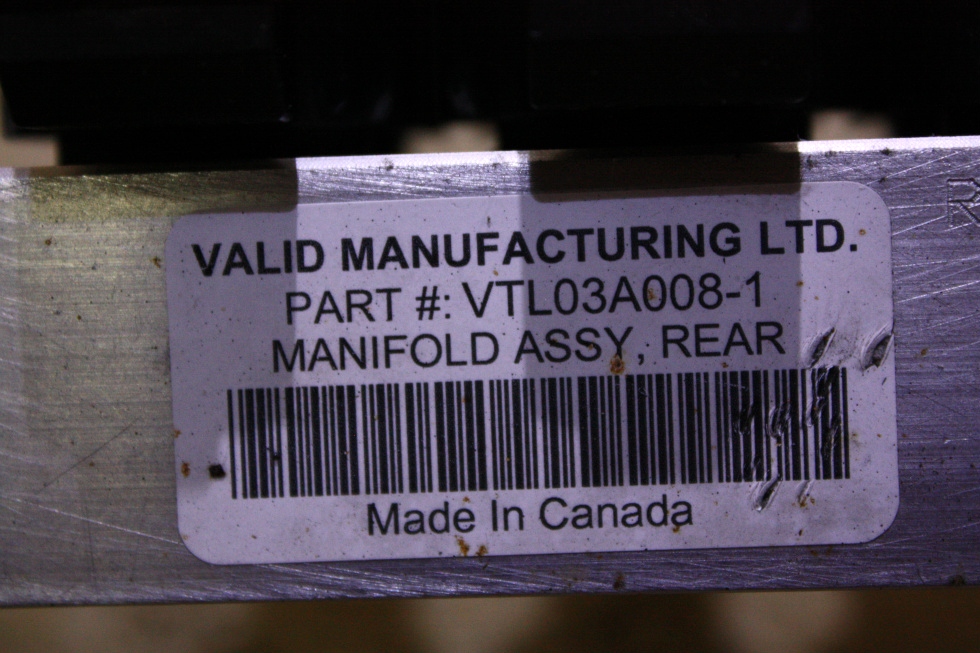 VALID MANUFACTURING LTD.
PART #: VTL03A008-1
MANIFOLD ASSY, REAR
Made In Canada